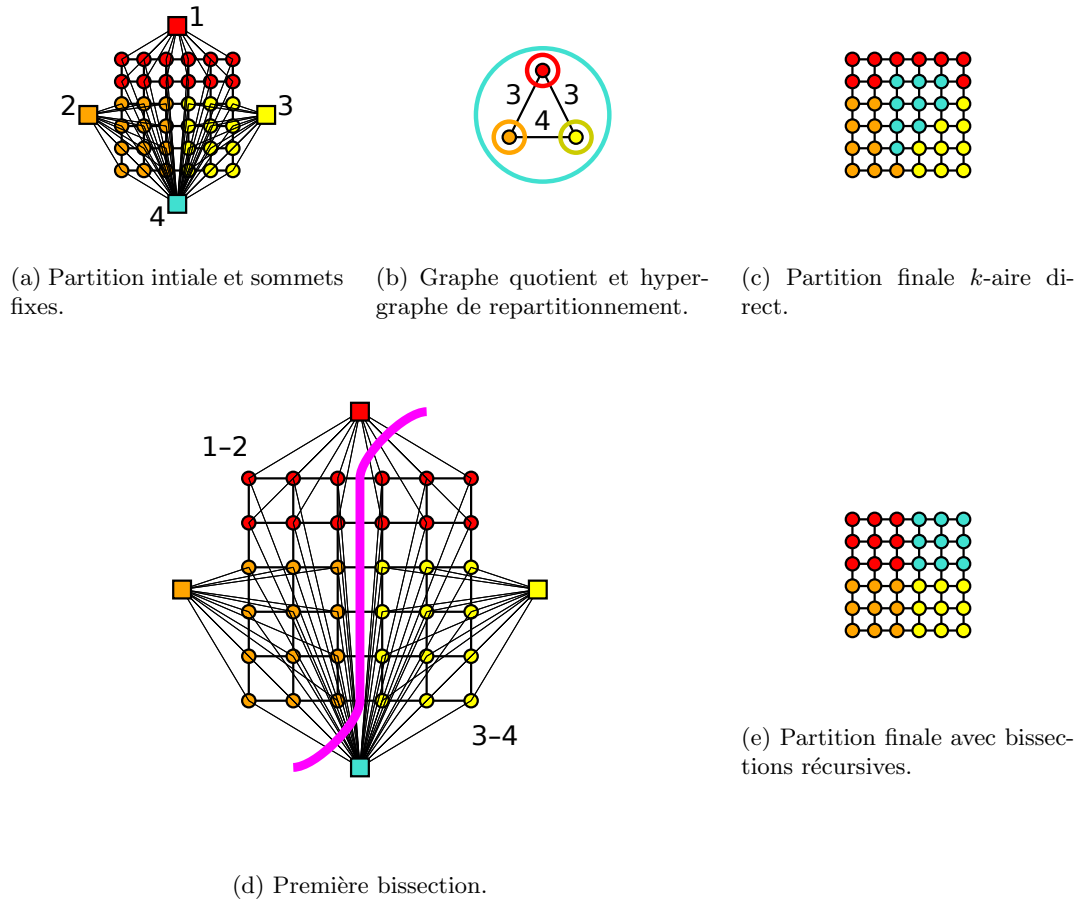 1
2
3
4
3
3
4
(a) Partition intiale et sommets
fixes.
(b) Graphe quotient et hyper-
graphe de repartitionnement.
(c) Partition finale k-aire di-
rect.
1–2
3–4
(d) Première bissection.
(e) Partition finale avec bissec-
tions récursives.